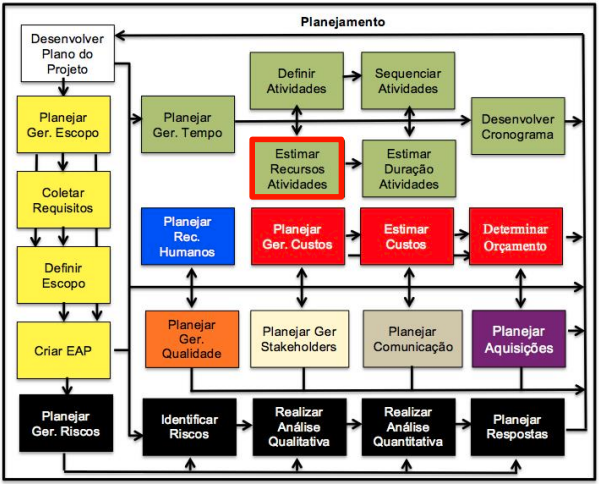 Planejamento
Desenvolver
Plano do
Projeto
Definir
Atividades
Sequenciar
Atividades
Planejar
Ger. Escopo
Planejar
Ger. Tempo
Desenvolver
Cronograma
Estimar
Recursos
Atividades
Estimar
Duração
Atividades
Coletar
Requisitos
Planejar
Rec.
Humanos
Planejar
Ger. Custos
Estimar
Custos
Determinar
Orçamento
Definir
Escopo
Criar EAP
Planejar
Ger.
Qualidade
Planejar Ger
Stakeholders
Planejar
Comunicação
Planejar
Aquisições
Planejar
Ger. Riscos
Identificar
Riscos
Realizar
Análise
Qualitativa
Realizar
Análise
Quantitativa
Planejar
Respostas